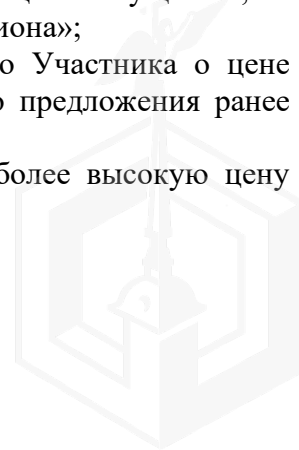 иона»;
о Участника о цене
о предложения ранее
более высокую цену